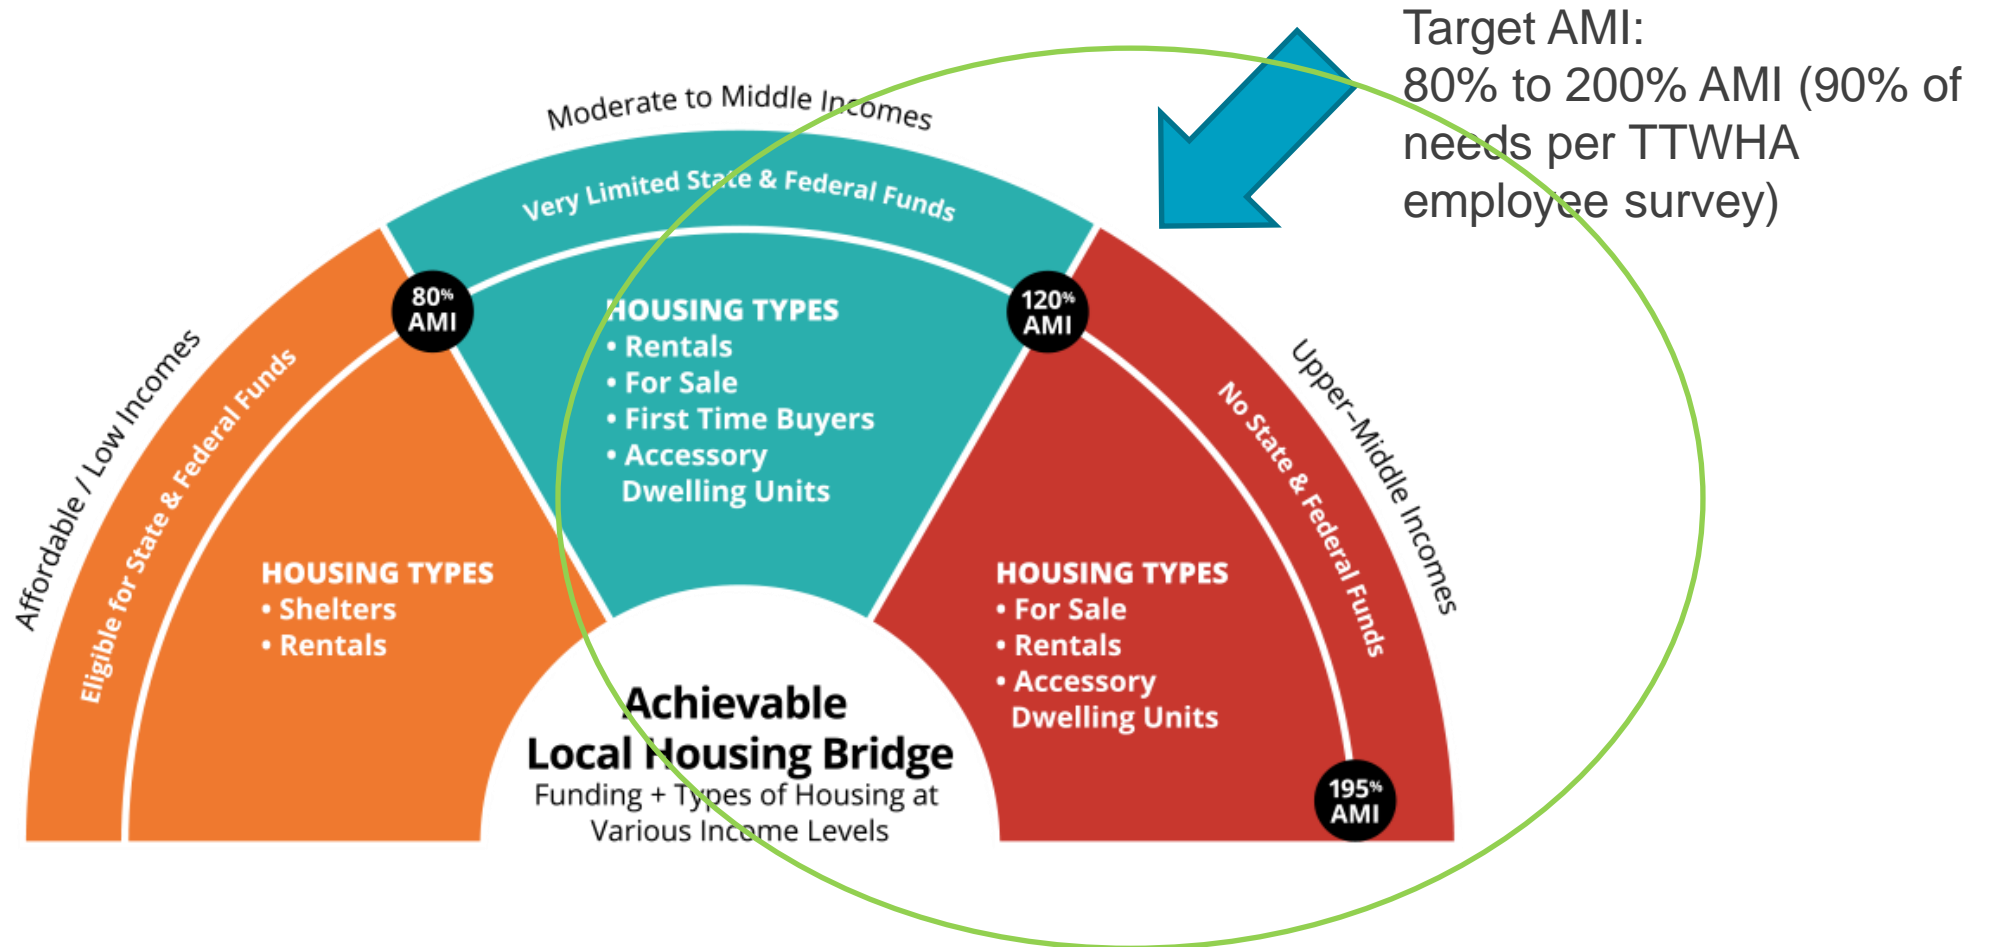 Target AMI:
80% to 200% AMI (90% of
needs per TTWHA
employee survey)
Moderate to Middle Incomes
Very Limited State & Federal Funds
80% AMI
120% AMI
HOUSING TYPES
• Rentals
• For Sale
• First Time Buyers
• Accessory
Dwelling Units
Affordable / Low Incomes
Eligible for State & Federal Funds
HOUSING TYPES
• Shelters
• Rentals
Upper–Middle Incomes
No State & Federal Funds
HOUSING TYPES
• For Sale
• Rentals
• Accessory
Dwelling Units
195% AMI
Achievable
Local Housing Bridge
Funding + Types of Housing at
Various Income Levels